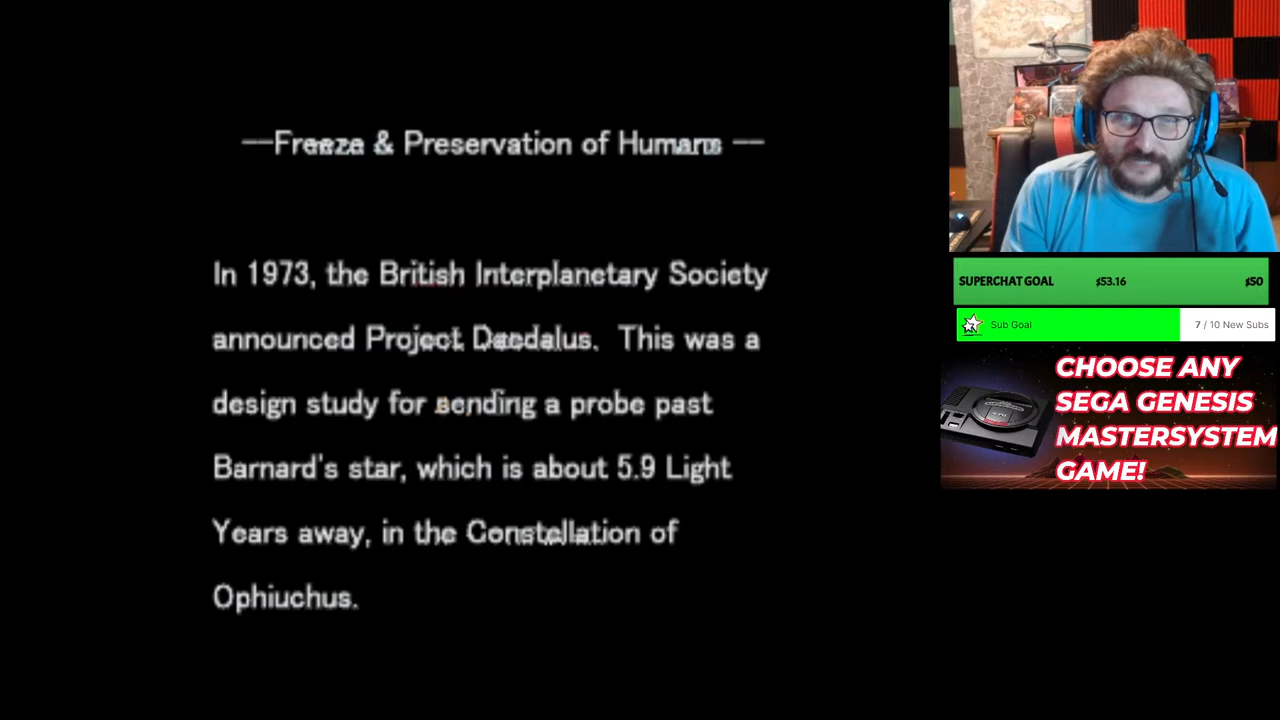 —Freeze & Preservation of Humans —
In 1973, the British Interplanetary Society
announced Project Daedalus. This was a
design study for sending a probe past
Barnard's star, which is about 5.9 Light
Years away, in the Constellation of
Ophiuchus.
SUPERCHAT GOAL $53.16 $50
Sub Goal 7 / 10 New Subs
CHOOSE ANY
SEGA GENESIS
MASTERSYSTEM
GAME!